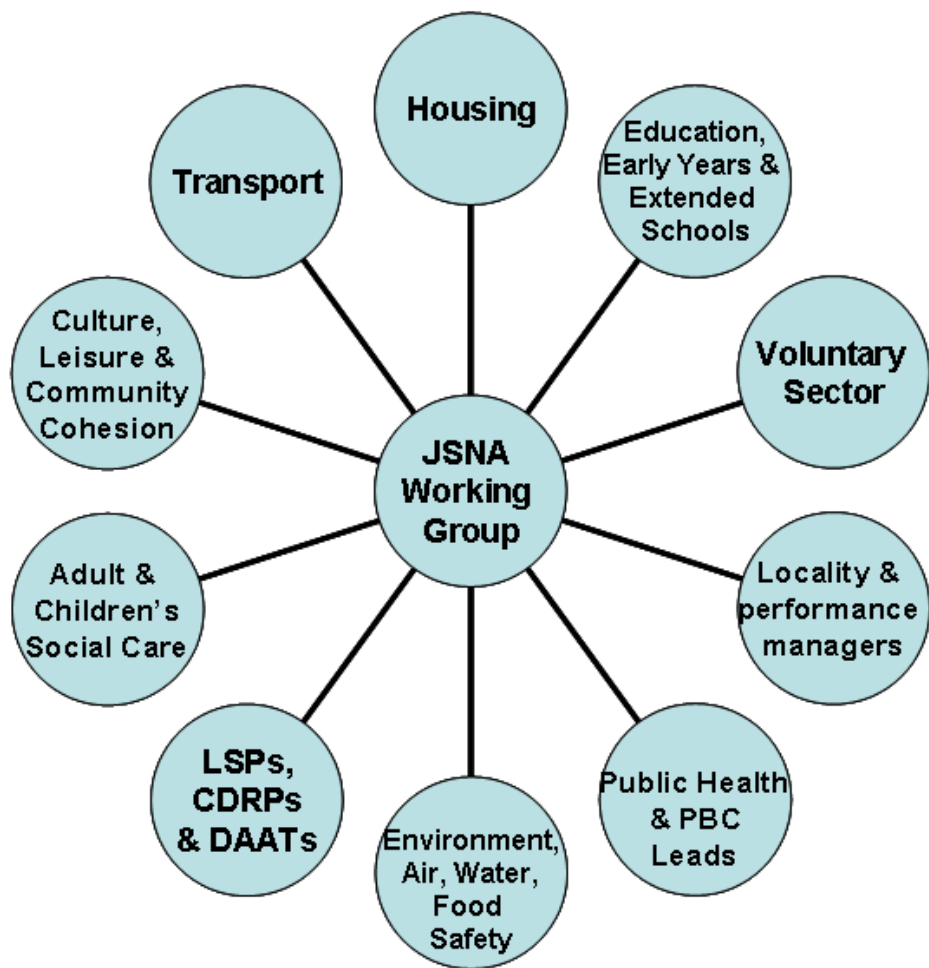 Housing
Transport
Education,
Early Years &
Extended
Schools
Culture,
Leisure &
Community
Cohesion
Voluntary
Sector
JSNA
Working
Group
Adult &
Children's
Social Care
Locality &
performance
managers
LSPs,
CDRPs
& DAATs
Public Health
& PBC
Leads
Environment,
Air, Water,
Food
Safety